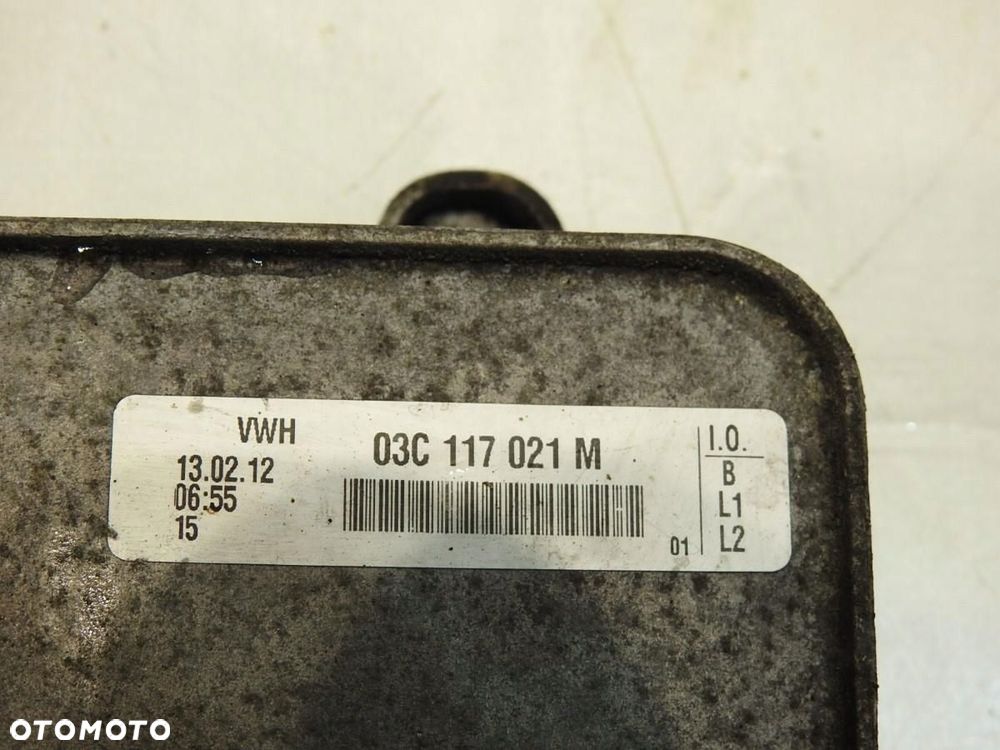 VWH
13.02.12
06:55
15
03C 117 021 M
01
I.O.
B
L1
L2
OTOMOTO